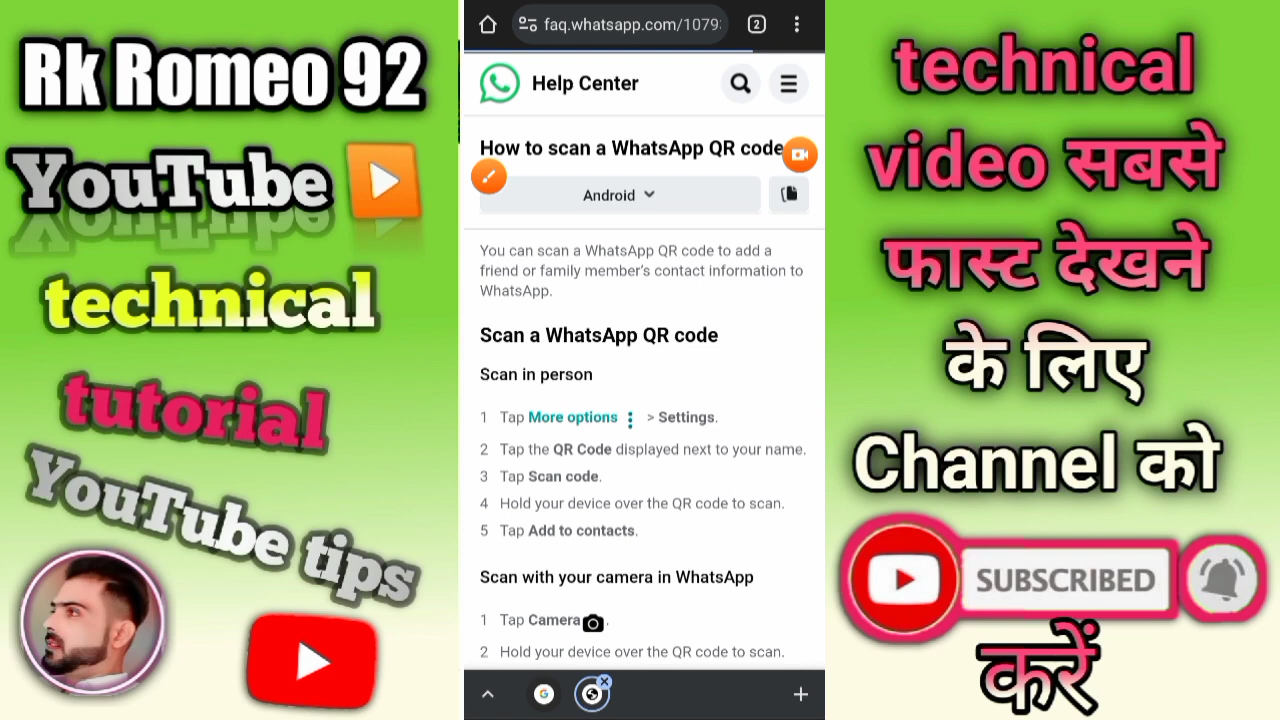 Rk Romeo 92
YouTube
technical
tutorial
YouTube tips
faq.whatsapp.com/1079
2
Help Center
How to scan a WhatsApp QR code
Android
You can scan a WhatsApp QR code to add a
friend or family member's contact information to
WhatsApp.
Scan a WhatsApp QR code
Scan in person
1 Tap More options > Settings.
2 Tap the QR Code displayed next to your name.
3 Tap Scan code.
4 Hold your device over the QR code to scan.
5 Tap Add to contacts.
Scan with your camera in WhatsApp
1 Tap Camera .
2 Hold your device over the QR code to scan.
G
technical
video सबसे
फास्ट देखने
के लिए
Channel को
SUBSCRIBED
करें